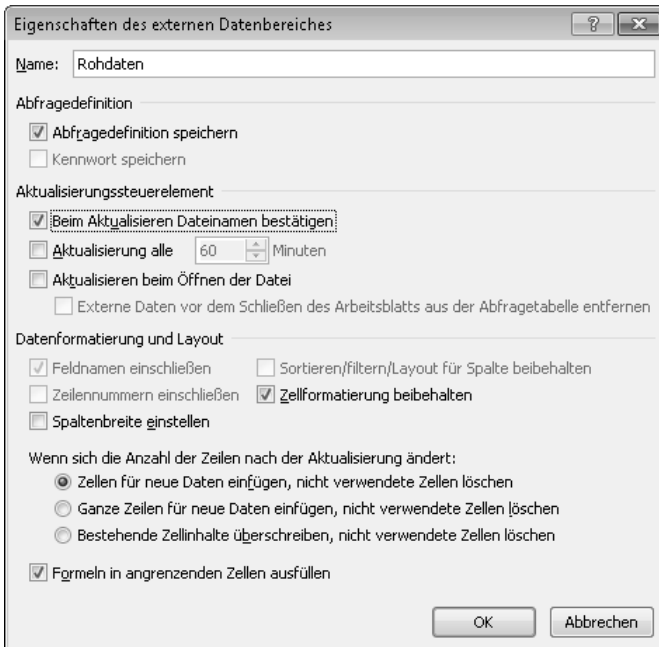 Eigenschaften des externen Datenbereiches
Name: Rohdaten
Abfragedefinition
Abfragedefinition speichern
Kennwort speichern
Aktualisierungssteuerelement
Beim Aktualisieren Dateinamen bestätigen
Aktualisierung alle 60 Minuten
Aktualisieren beim Öffnen der Datei
Externe Daten vor dem Schließen des Arbeitsblatts aus der Abfragetabelle entfernen
Datenformatierung und Layout
Feldnamen einschließen Sortieren/filtern/Layout für Spalte beibehalten
Zeilennummern einschließen Zellformatierung beibehalten
Spaltenbreite einstellen
Wenn sich die Anzahl der Zeilen nach der Aktualisierung ändert:
Zellen für neue Daten einfügen, nicht verwendete Zellen löschen
Ganze Zeilen für neue Daten einfügen, nicht verwendete Zellen löschen
Bestehende Zellinhalte überschreiben, nicht verwendete Zellen löschen
Formeln in angrenzenden Zellen ausfüllen
OK Abbrechen